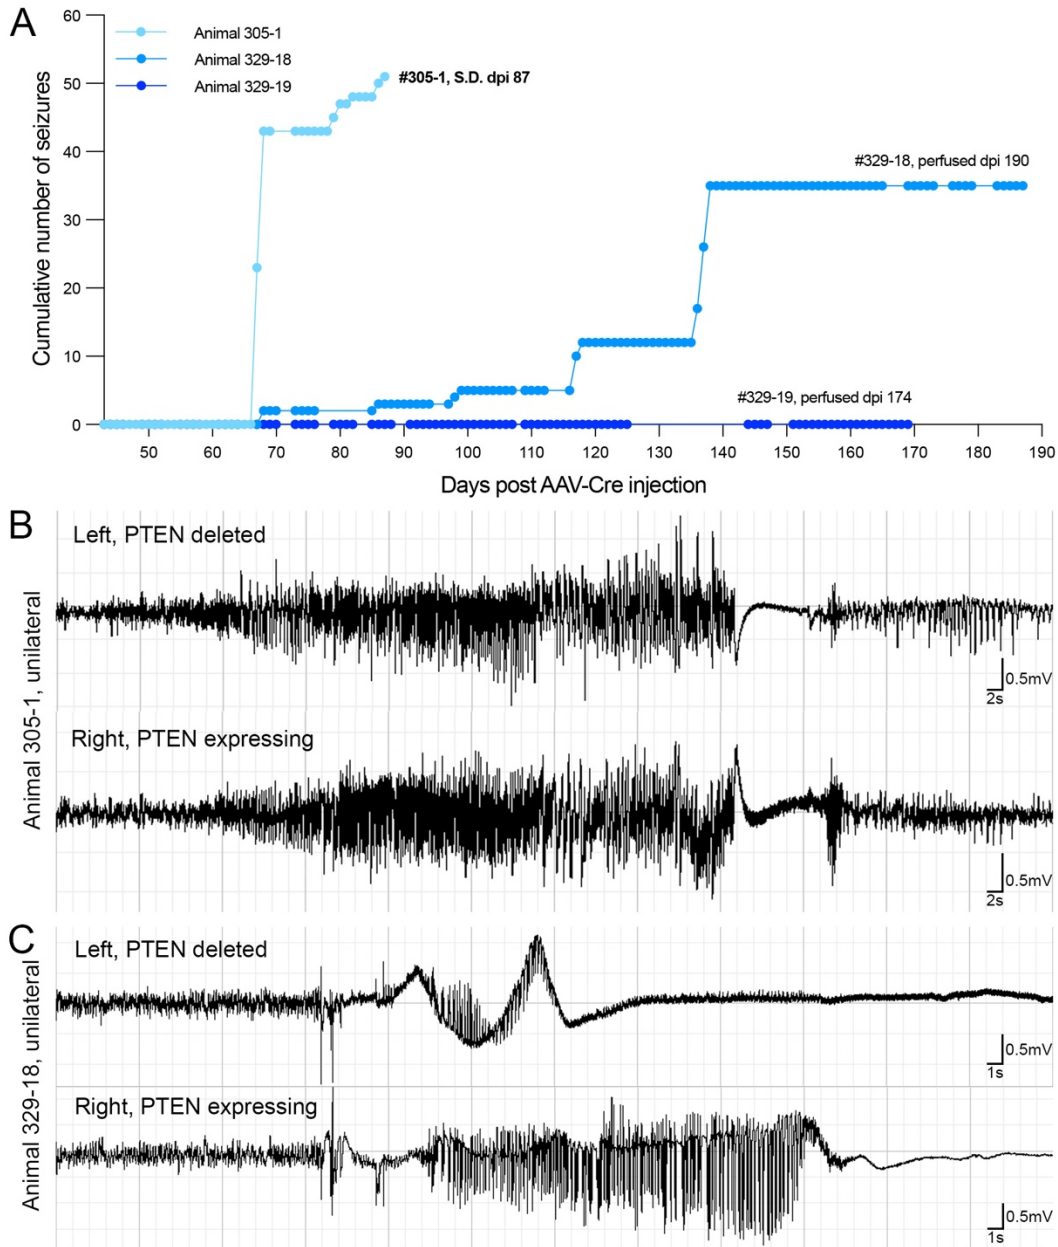 A
60
50
40
30
20
10
0
Cumulative number of seizures
Animal 305-1
Animal 329-18
Animal 329-19
#305-1, S.D. dpi 87
#329-18, perfused dpi 190
#329-19, perfused dpi 174
50 60 70 80 90 100 110 120 130 140 150 160 170 180 190
Days post AAV-Cre injection
B
Animal 305-1, unilateral
Left, PTEN deleted
0.5mV
2s
Right, PTEN expressing
0.5mV
2s
C
Animal 329-18, unilateral
Left, PTEN deleted
0.5mV
1s
Right, PTEN expressing
0.5mV
1s